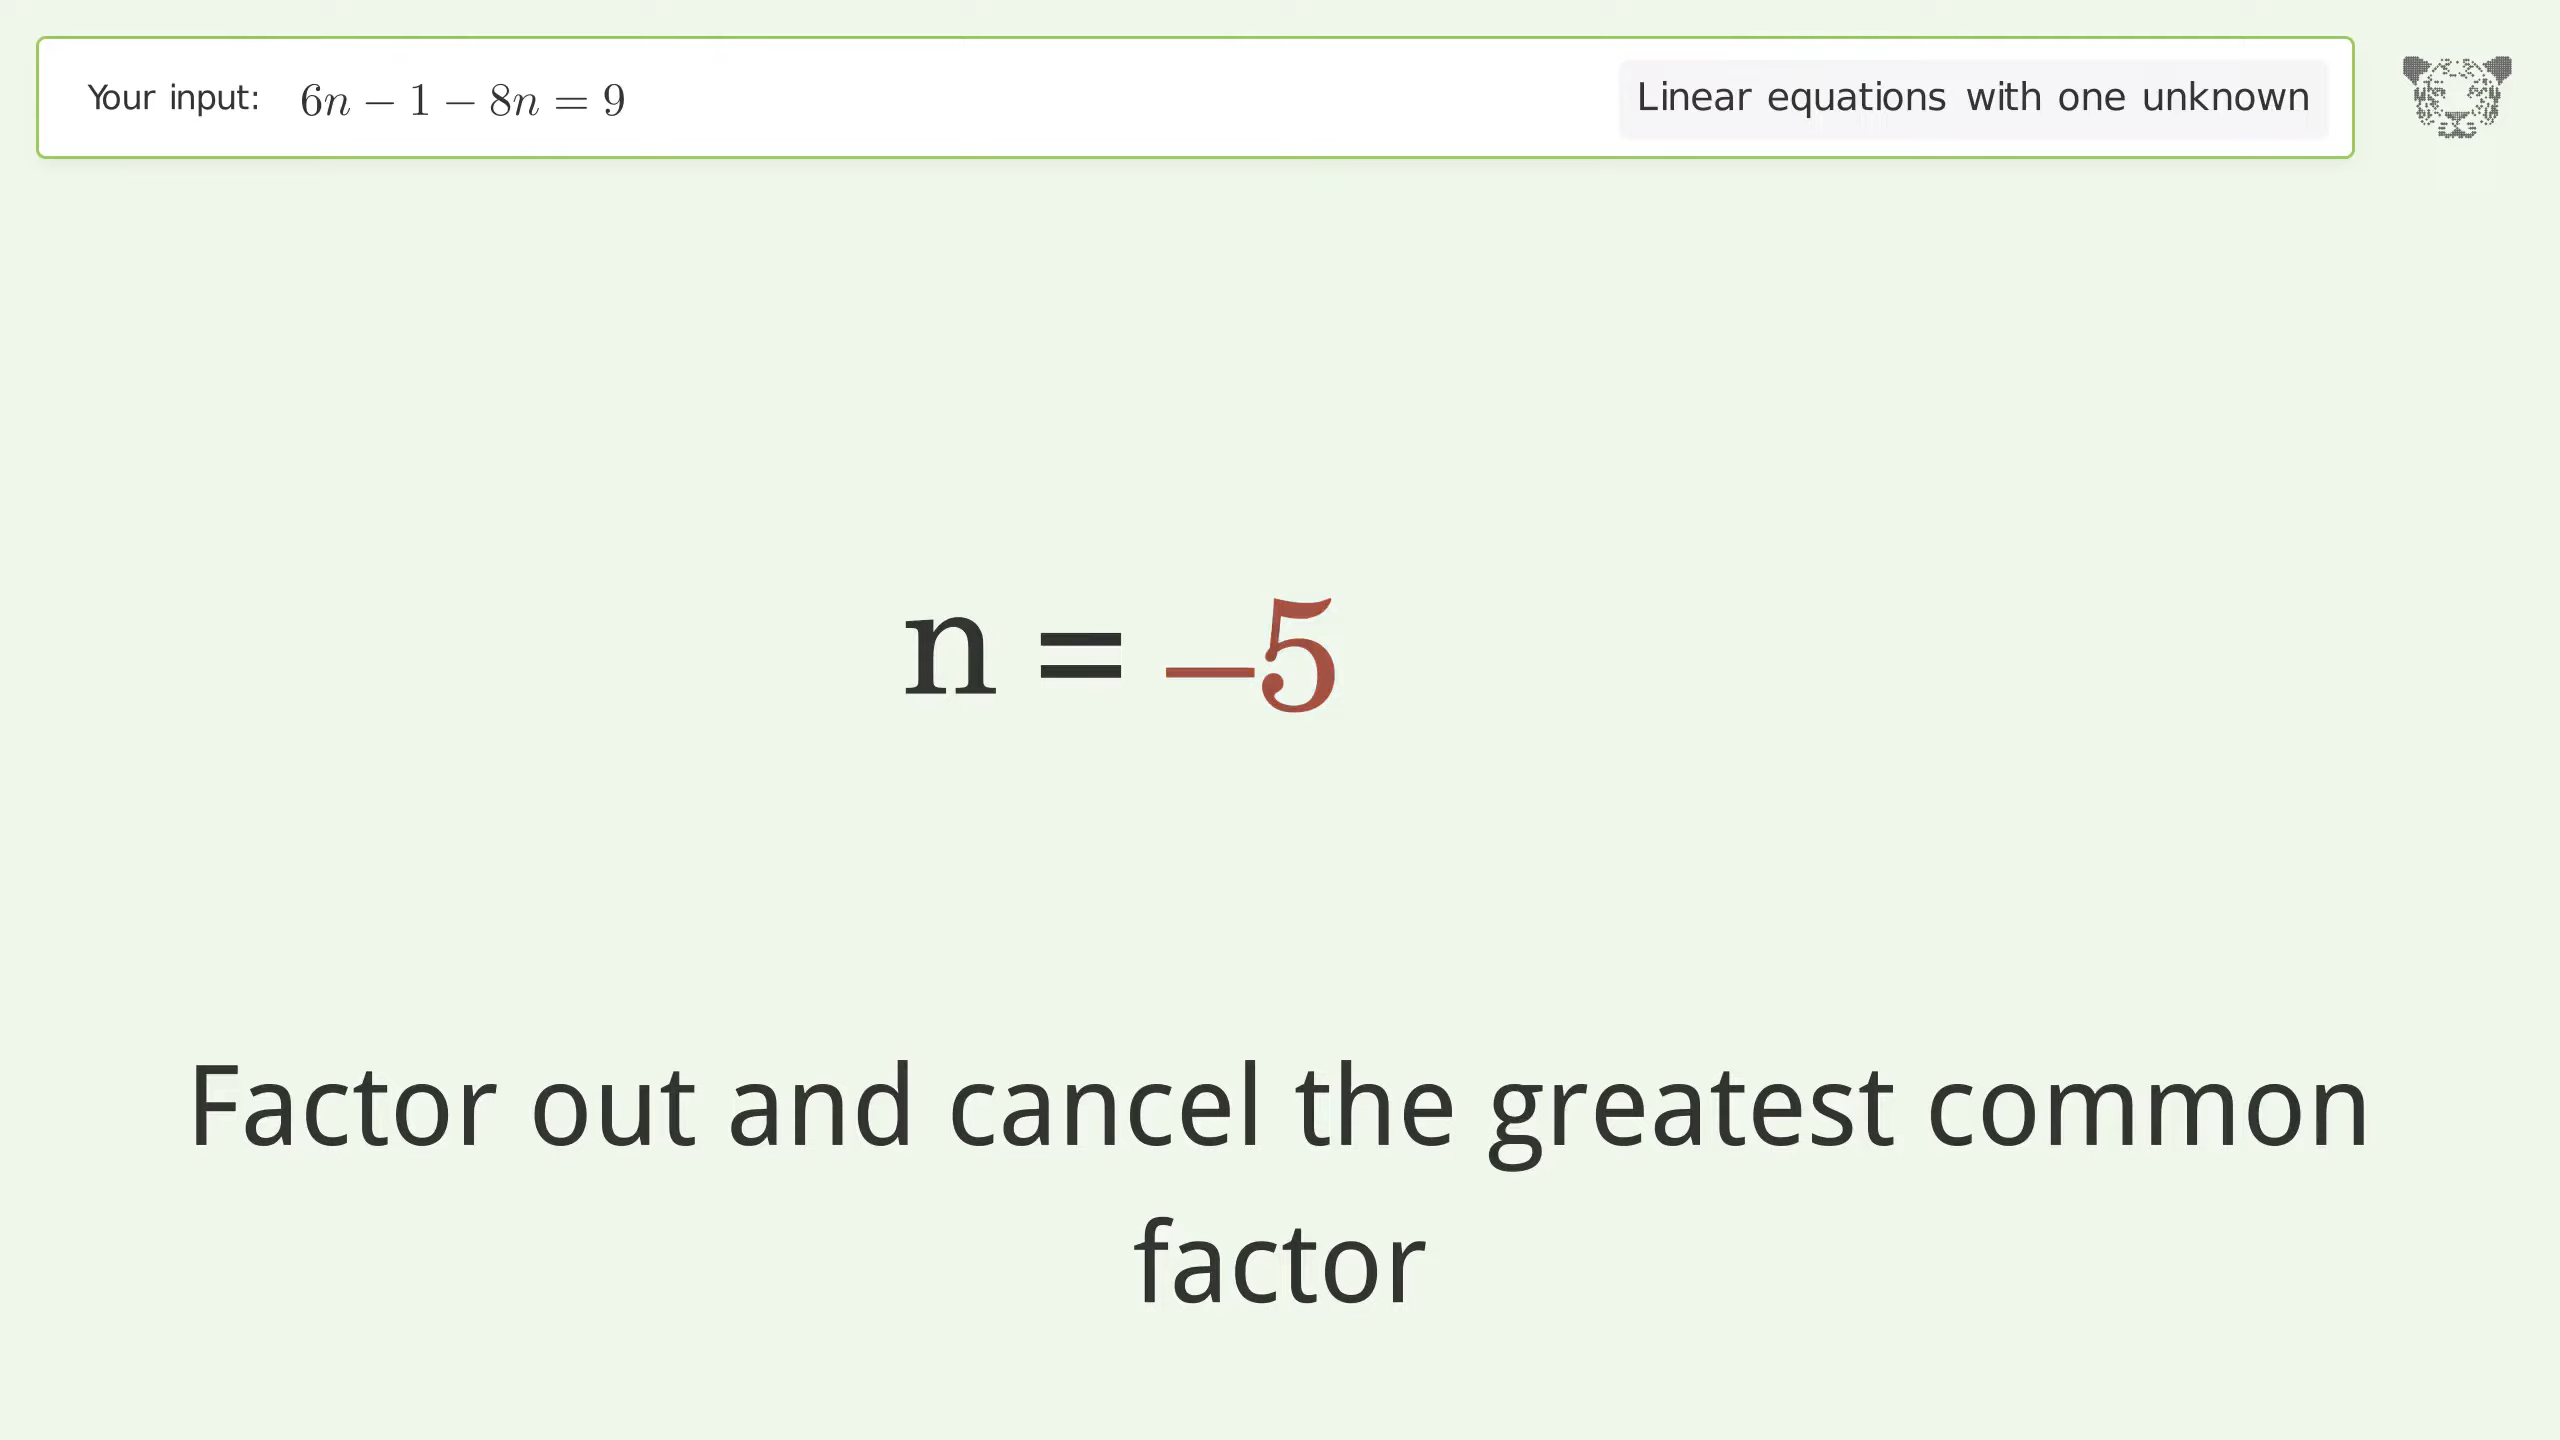 Your input: 6n − 1 − 8n = 9
Linear equations with one unknown
n = −5
Factor out and cancel the greatest common
factor